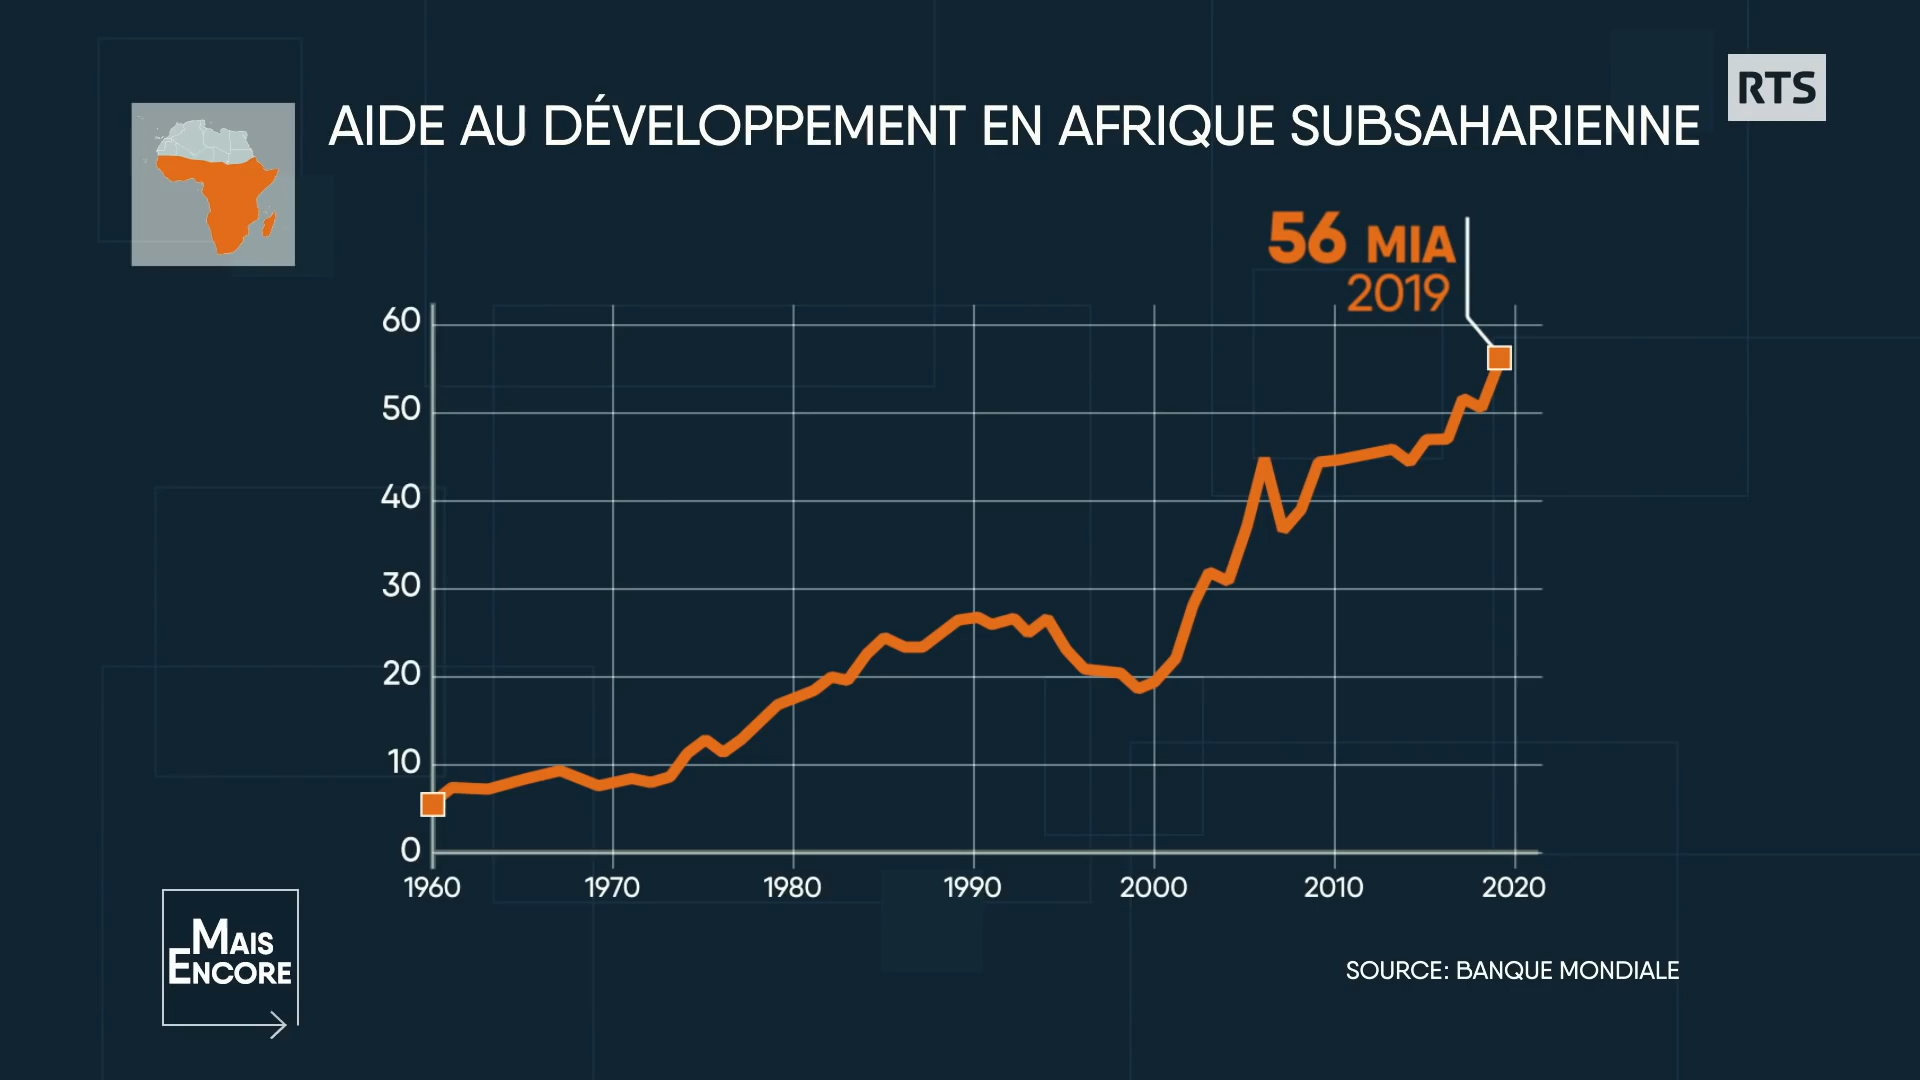 RTS
AIDE AU DÉVELOPPEMENT EN AFRIQUE SUBSAHARIENNE
56 MIA
2019
60
50
40
30
20
10
0
1960 1970 1980 1990 2000 2010 2020
MAIS
ENCORE
SOURCE: BANQUE MONDIALE